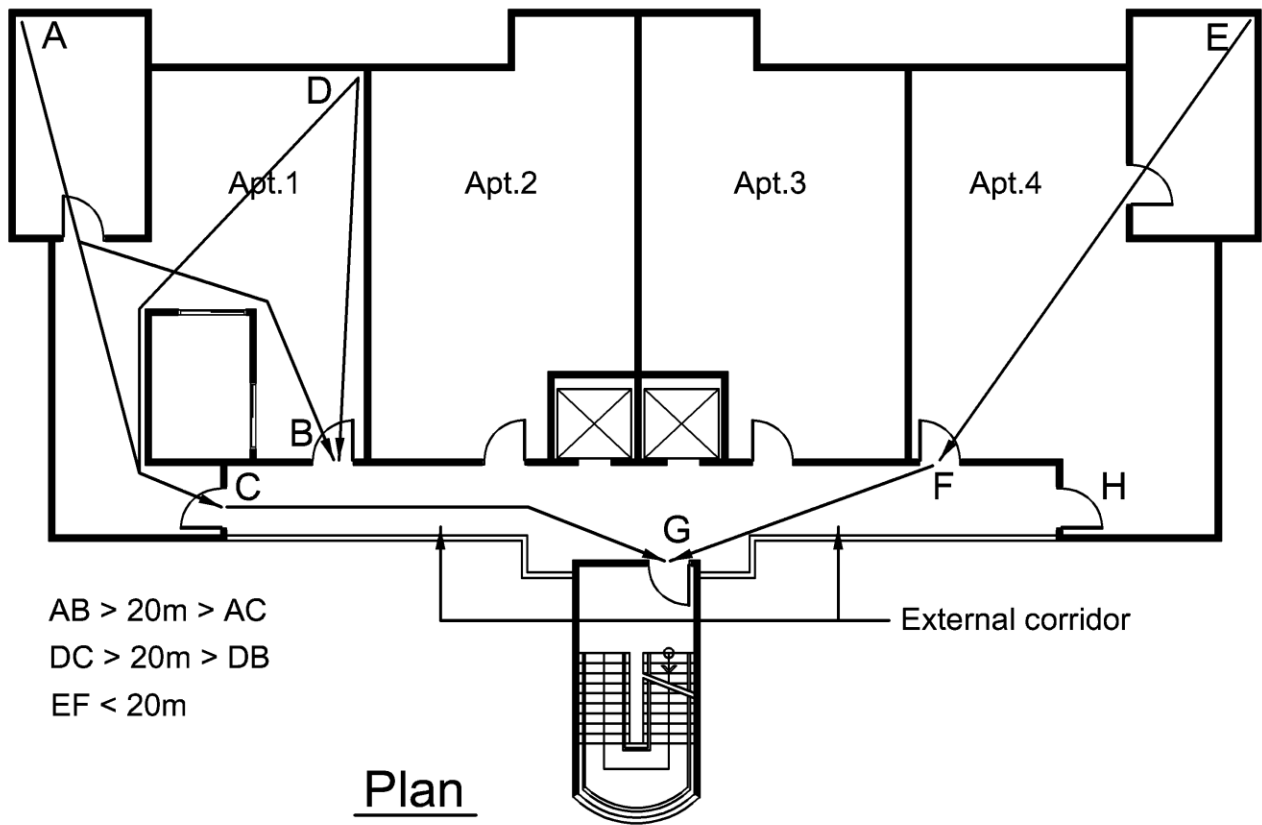 A
E
D
Apt.1
Apt.2
Apt.3
Apt.4
B
C
F
H
G
AB > 20m > AC
DC > 20m > DB
EF < 20m
External corridor
Plan